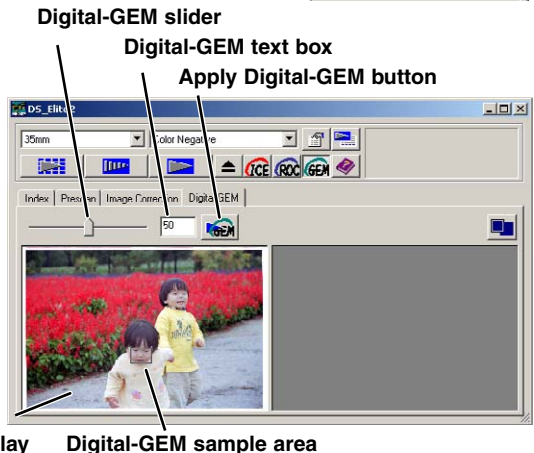 Digital-GEM slider
Digital-GEM text box
Apply Digital-GEM button
DS_Elite2
35mm
Color Negative
ICE ROC GEM
Index Prescan Image Correction Digital GEM
50
GEM
lay Digital-GEM sample area